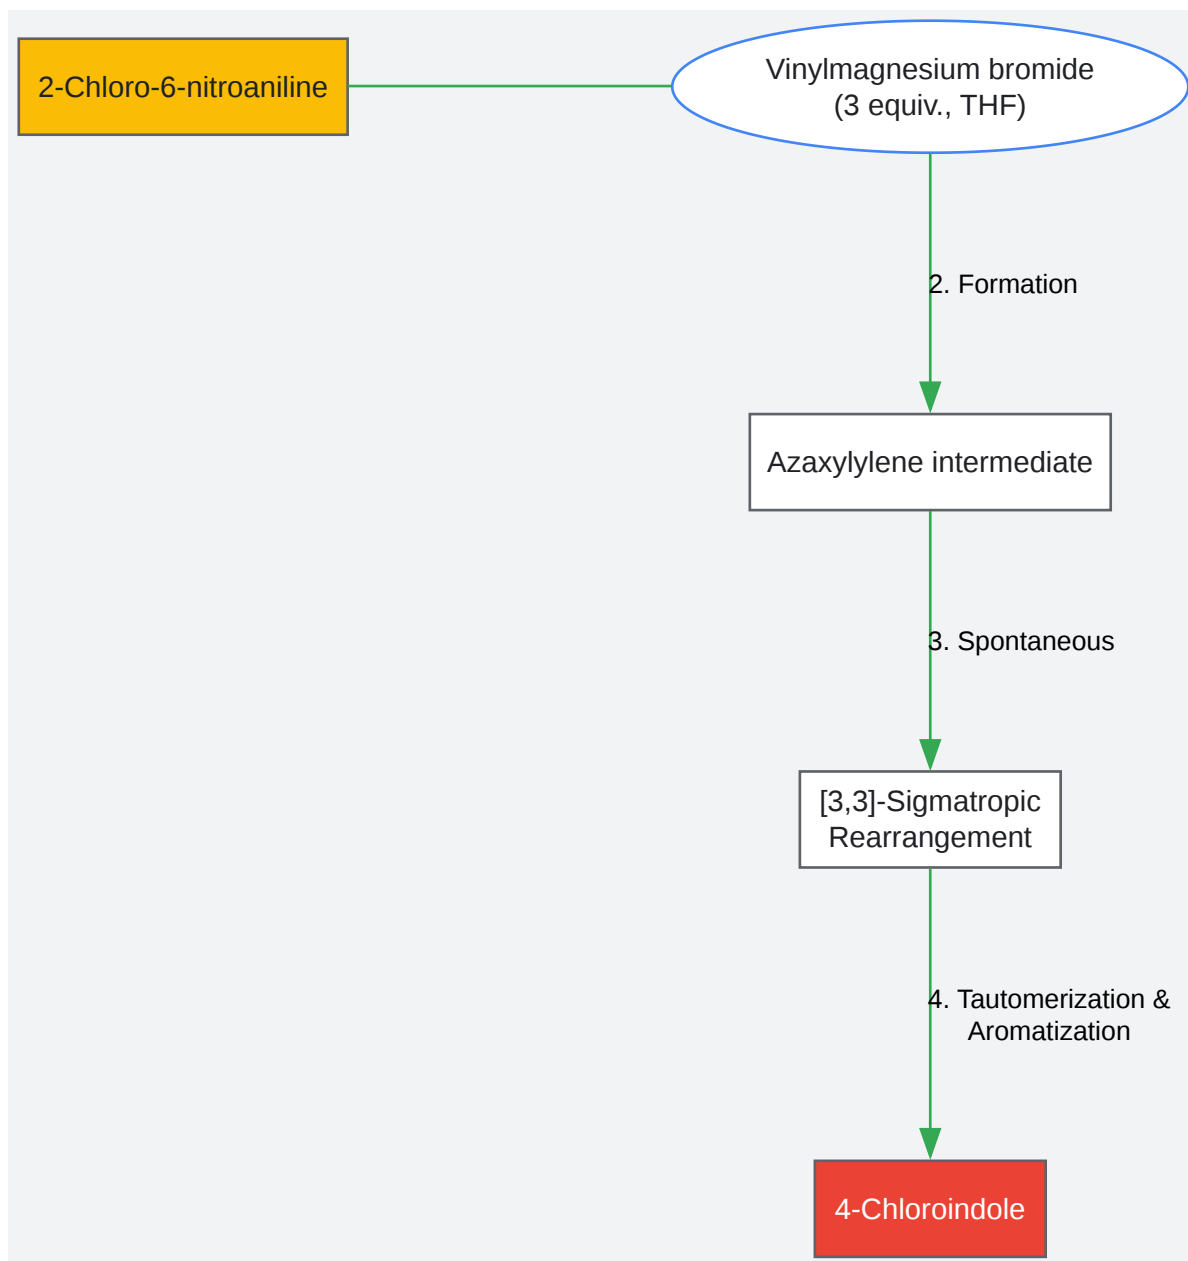 2-Chloro-6-nitroaniline
Vinylmagnesium bromide
(3 equiv., THF)
2. Formation
Azaxylylene intermediate
3. Spontaneous
[3,3]-Sigmatropic
Rearrangement
4. Tautomerization &
Aromatization
4-Chloroindole